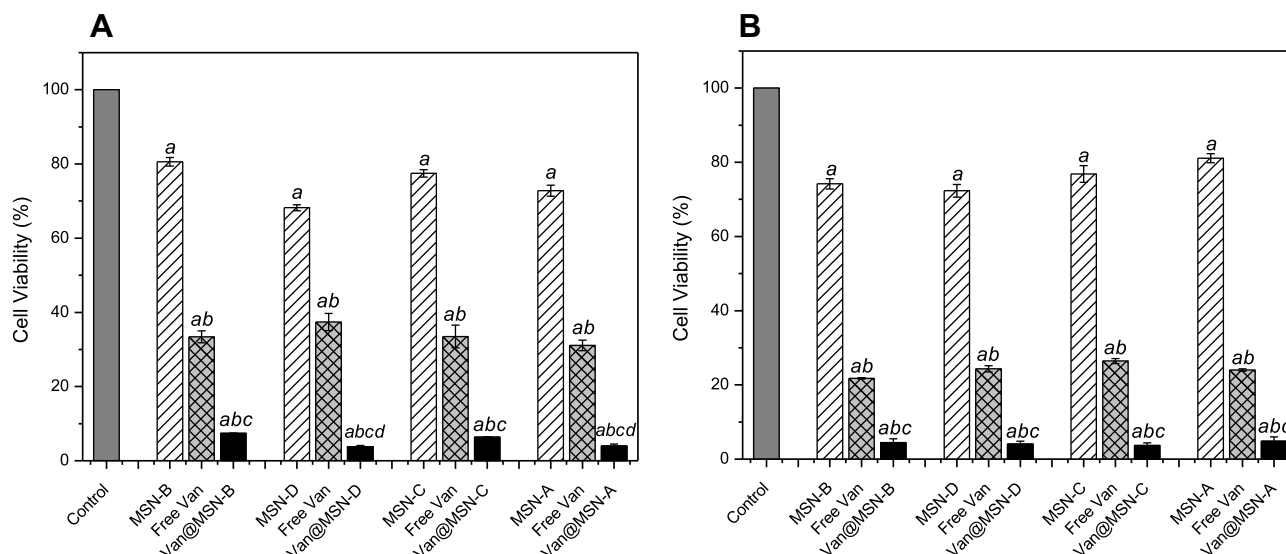 A
Cell Viability (%)
100
80
60
40
20
0
a
ab
abc
a
ab
abcd
a
ab
abc
a
ab
abcd
Control
MSN-B
Free Van
Van@MSN-B
MSN-D
Free Van
Van@MSN-D
MSN-C
Free Van
Van@MSN-C
MSN-A
Free Van
Van@MSN-A
B
Cell Viability (%)
100
80
60
40
20
0
a
ab
abc
a
ab
abc
a
ab
abc
a
ab
abc
Control
MSN-B
Free Van
Van@MSN-B
MSN-D
Free Van
Van@MSN-D
MSN-C
Free Van
Van@MSN-C
MSN-A
Free Van
Van@MSN-A